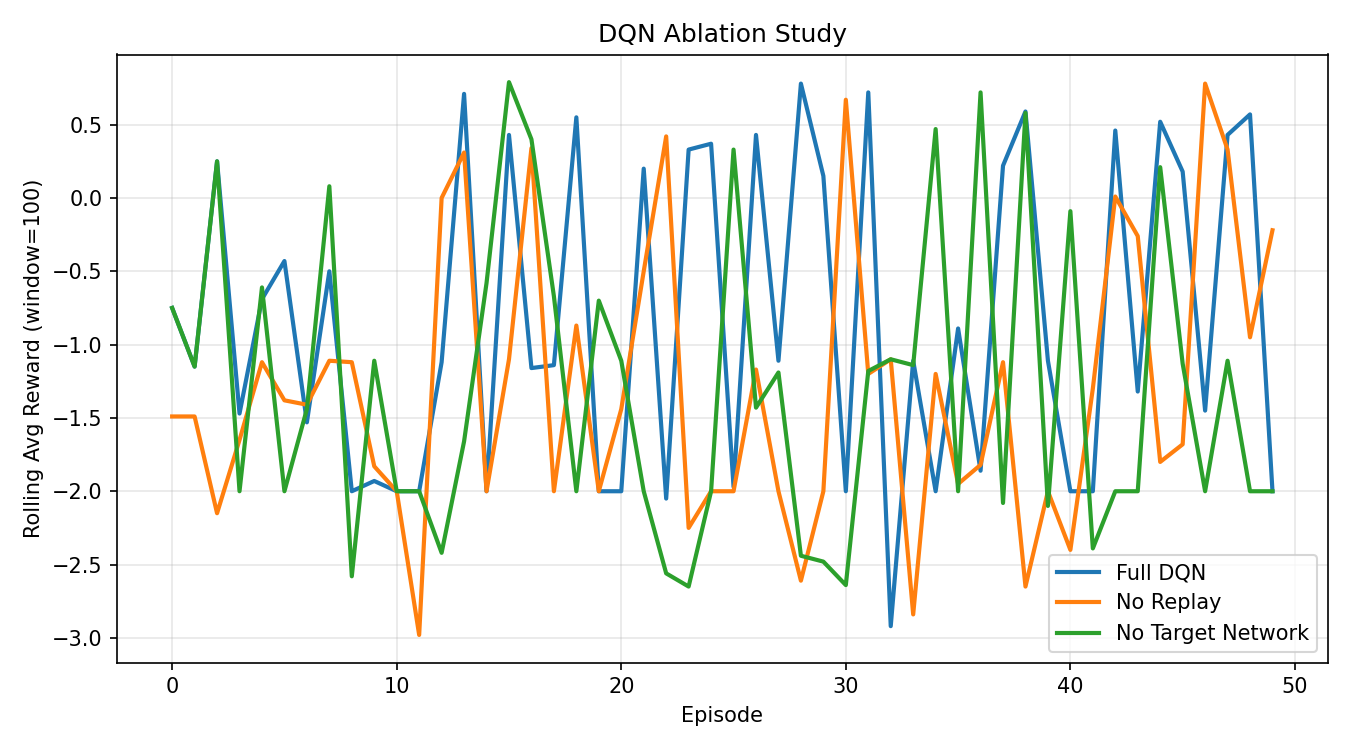 DQN Ablation Study
Rolling Avg Reward (window=100)
0.5
0.0
−0.5
−1.0
−1.5
−2.0
−2.5
−3.0
Full DQN
No Replay
No Target Network
0 10 20 30 40 50
Episode